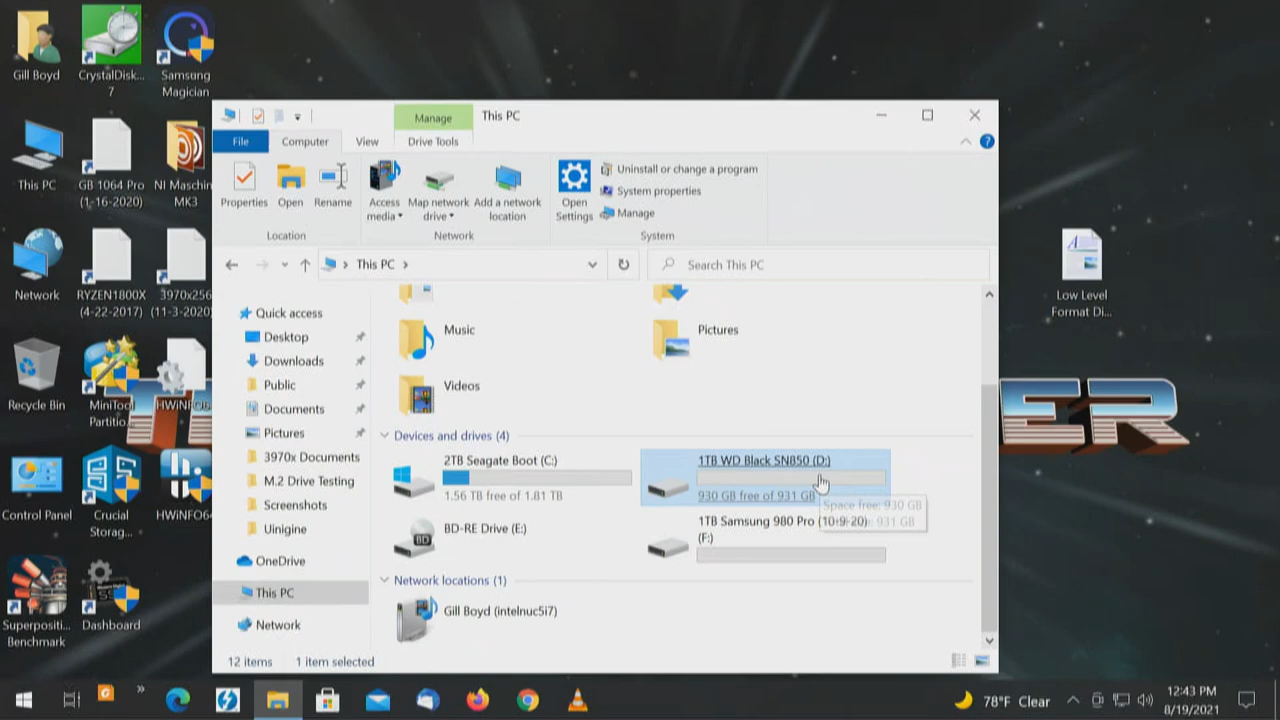 Gill Boyd
CrystalDisk...
7
Samsung
Magician
This PC
GB 1064 Pro
(1-16-2020)
NI Maschin
MK3
Network
RYZEN1800X
(4-22-2017)
3970x256
(11-3-2020)
Recycle Bin
MiniTool
Partitio...
HWiNFO6
Control Panel
Crucial
Storag...
HWiNFO64
Superpositi...
Benchmark
Dashboard
Manage
This PC
File
Computer
View
Drive Tools
Properties
Open
Rename
Access
media
Map network
drive
Add a network
location
Open
Settings
Uninstall or change a program
System properties
Manage
Location
Network
System
This PC
Search This PC
Quick access
Desktop
Downloads
Public
Documents
Pictures
3970x Documents
M.2 Drive Testing
Screenshots
Uinigine
OneDrive
This PC
Network
Music
Pictures
Videos
Devices and drives (4)
2TB Seagate Boot (C:)
1.56 TB free of 1.81 TB
1TB WD Black SN850 (D:)
930 GB free of 931 GB
Space free: 930 GB
931 GB
BD-RE Drive (E:)
BD
1TB Samsung 980 Pro (10-9-20)
(F:)
Network locations (1)
Gill Boyd (intelnuc5i7)
12 items
1 item selected
Low Level
Format Di...
ER
78°F Clear
12:43 PM
8/19/2021